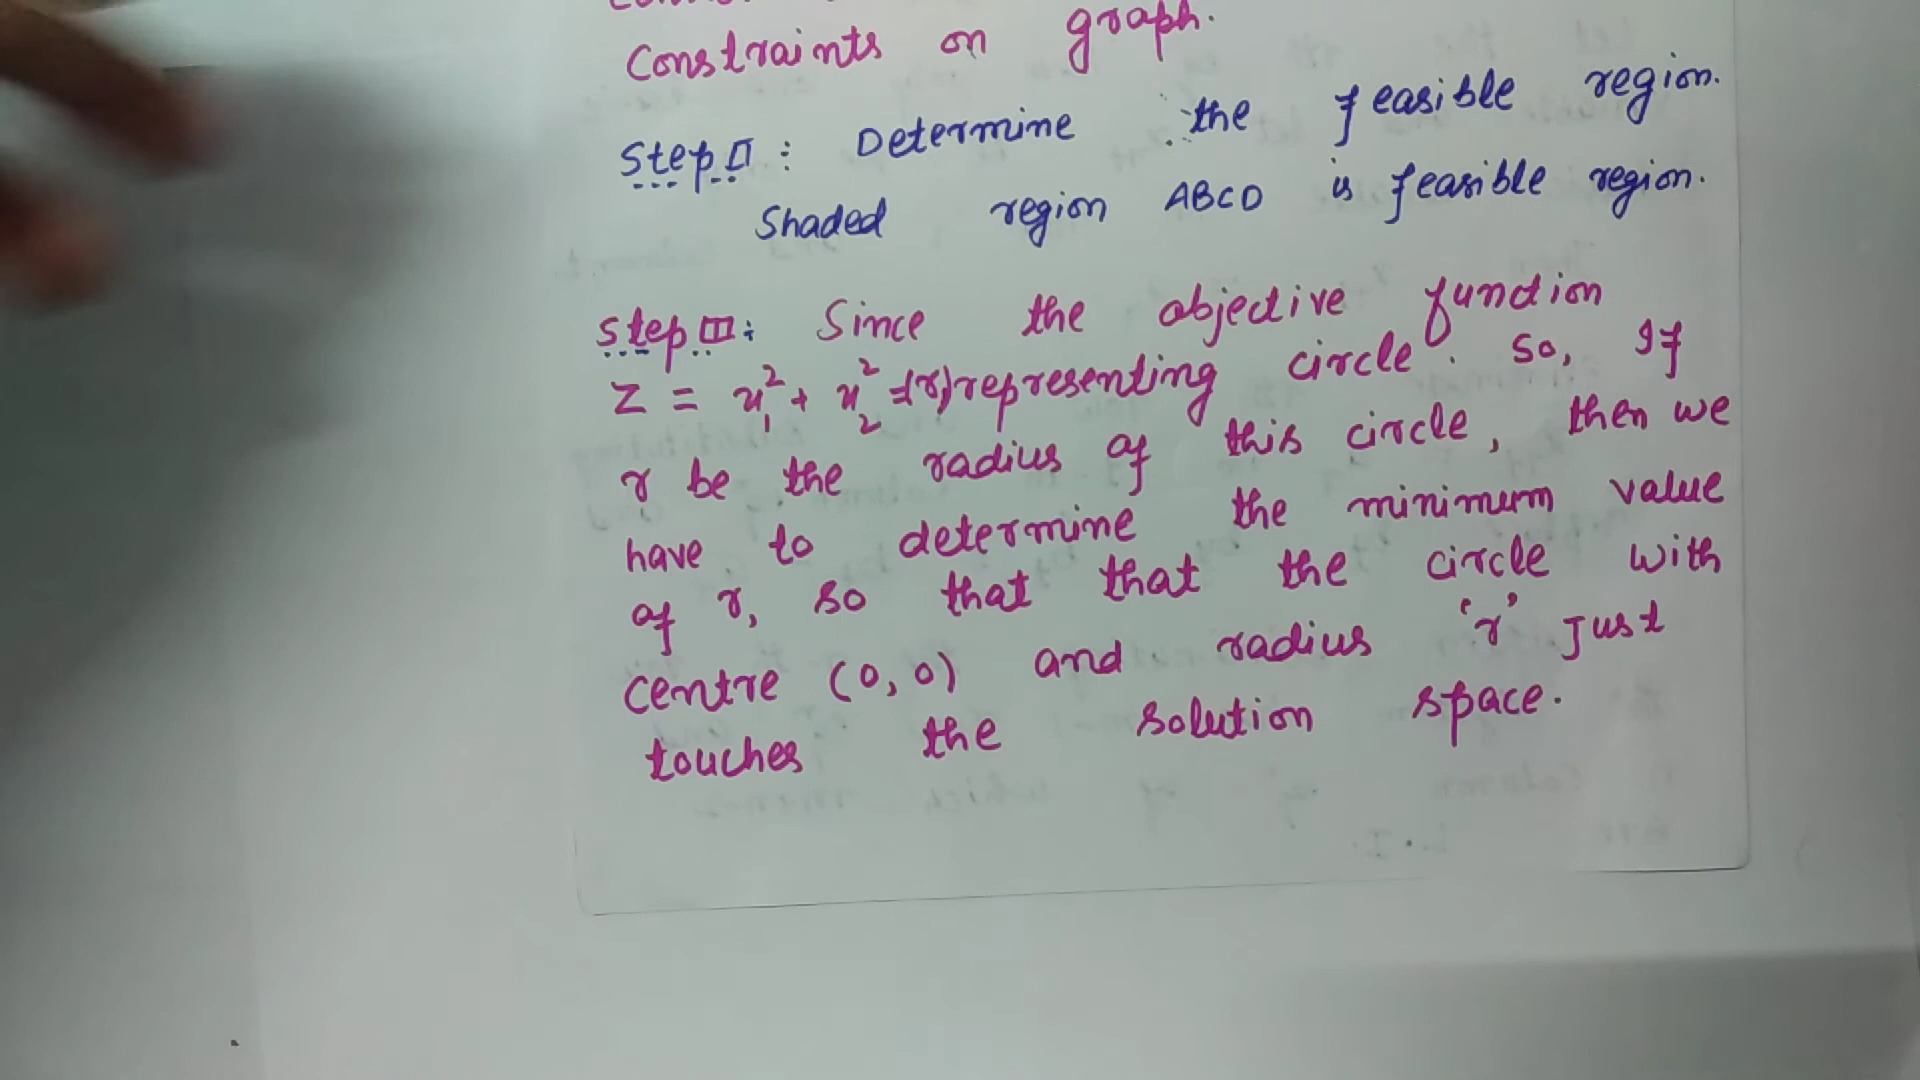 Constraints on graph.
Step II : Determine the feasible region.
Shaded region ABCD is feasible region.
Step III : Since the objective function
Z = x₁² + x₂² =(r) representing circle. So, If
r be the radius of this circle, then we
have to determine the minimum value
of r, so that that the circle with
centre (0,0) and radius 'r' Just
touches the solution space.